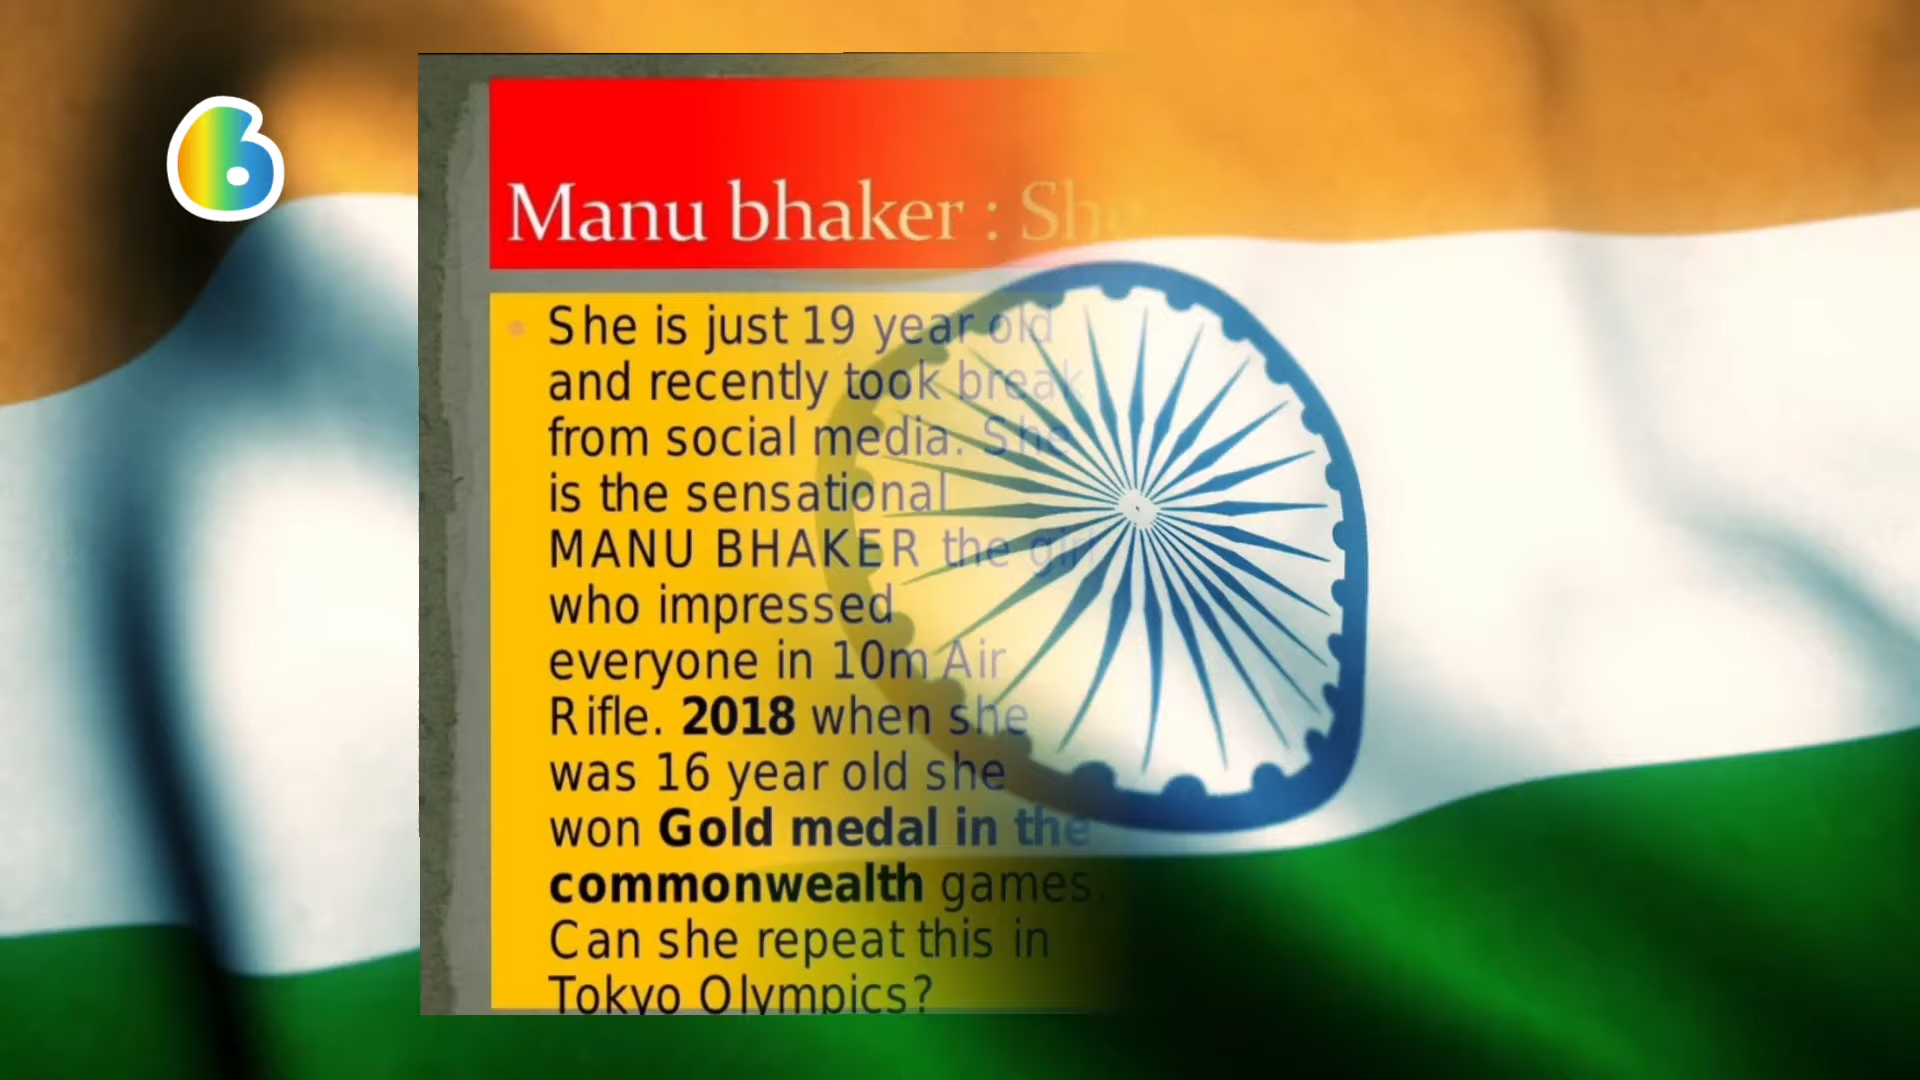 6
Manu bhaker : Sho
She is just 19 year old
and recently took break
from social media. She
is the sensational
MANU BHAKER the girl
who impressed
everyone in 10m Air
Rifle. 2018 when she
was 16 year old she
won Gold medal in the
commonwealth games.
Can she repeat this in
Tokyo Olympics?